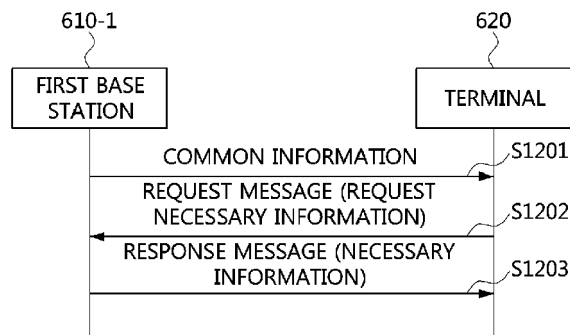 610-1
620
FIRST BASE
STATION
TERMINAL
COMMON INFORMATION
S1201
REQUEST MESSAGE (REQUEST
NECESSARY INFORMATION)
S1202
RESPONSE MESSAGE (NECESSARY
INFORMATION)
S1203